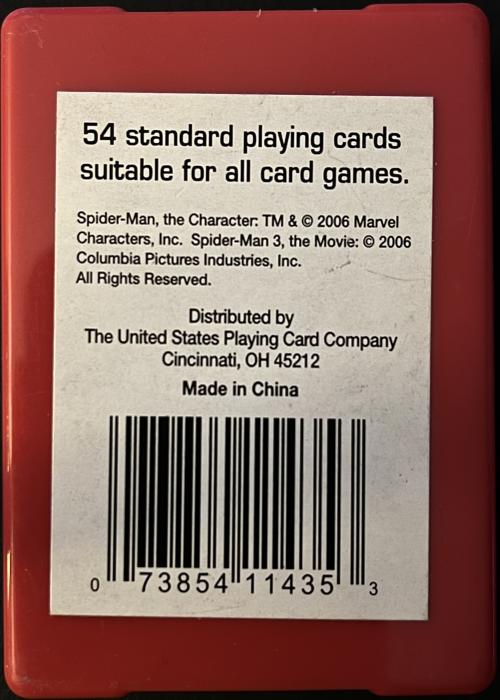 54 standard playing cards
suitable for all card games.
Spider-Man, the Character: TM & © 2006 Marvel
Characters, Inc. Spider-Man 3, the Movie: © 2006
Columbia Pictures Industries, Inc.
All Rights Reserved.
Distributed by
The United States Playing Card Company
Cincinnati, OH 45212
Made in China
0 73854 11435 3